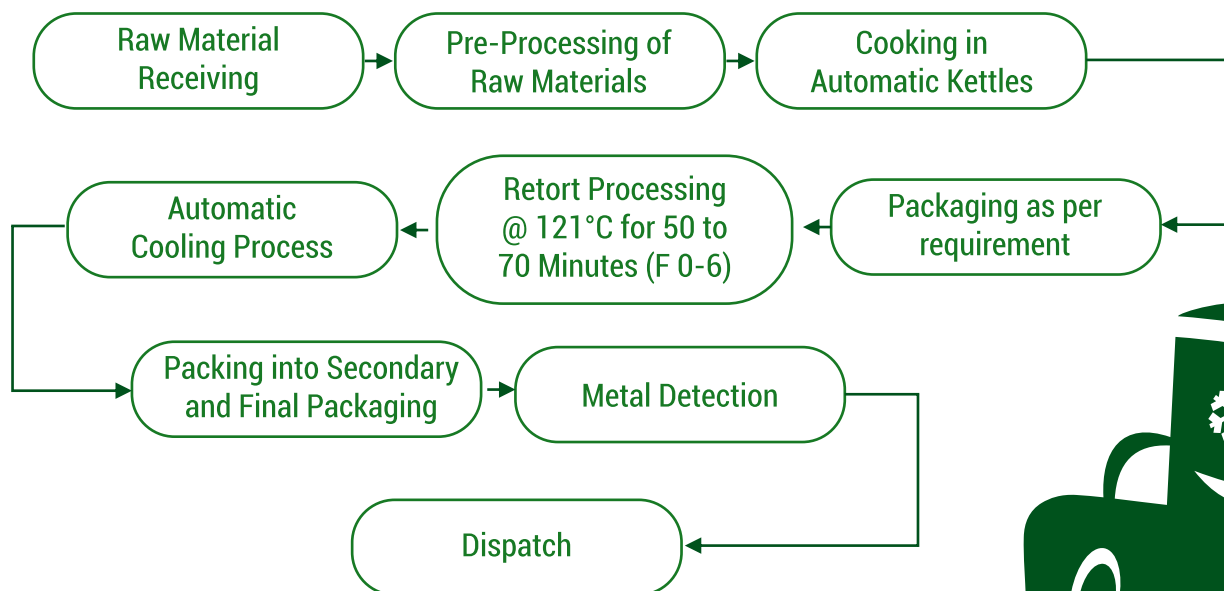 Raw Material
Receiving
Pre-Processing of
Raw Materials
Cooking in
Automatic Kettles
Packaging as per
requirement
Retort Processing
@ 121°C for 50 to
70 Minutes (F 0-6)
Automatic
Cooling Process
Packing into Secondary
and Final Packaging
Metal Detection
Dispatch